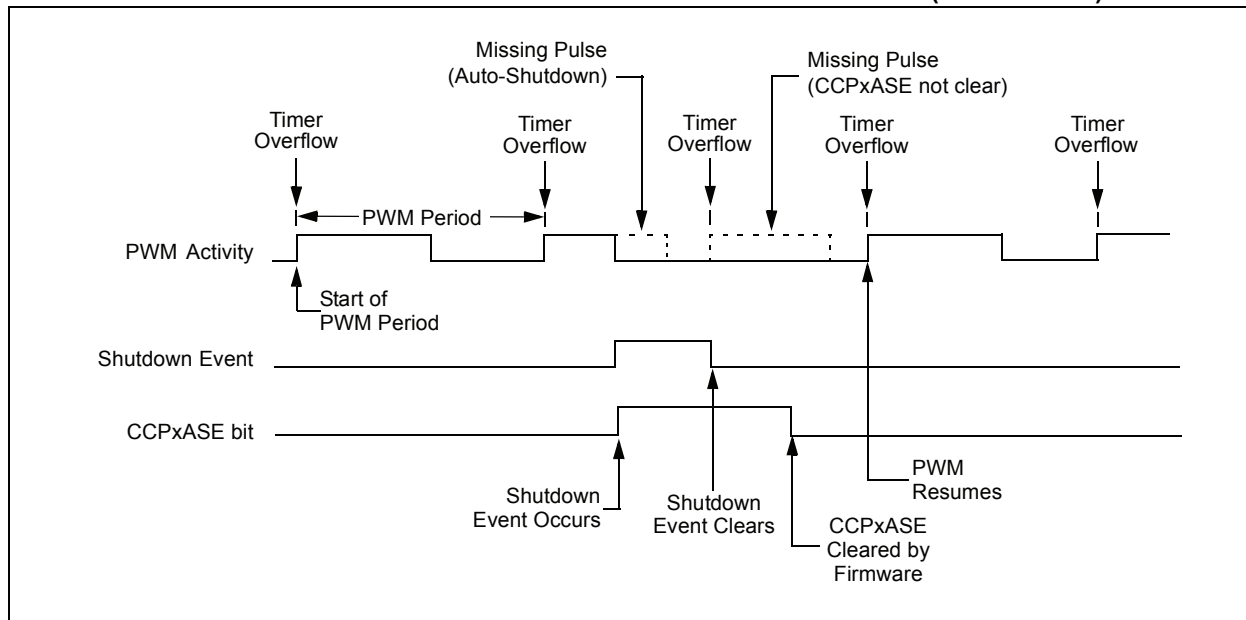 Missing Pulse
(Auto-Shutdown)
Missing Pulse
(CCPxASE not clear)
Timer
Overflow
Timer
Overflow
Timer
Overflow
Timer
Overflow
Timer
Overflow
PWM Period
PWM Activity
Start of
PWM Period
Shutdown Event
CCPxASE bit
Shutdown
Event Occurs
Shutdown
Event Clears
PWM
Resumes
CCPxASE
Cleared by
Firmware